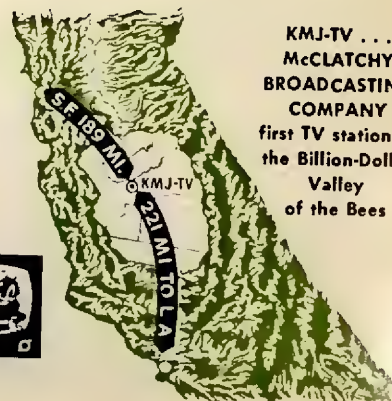 S.F. 189 MI.
KMJ-TV
221 MI TO L A
KMJ-TV . . .
McCLATCHY
BROADCASTIN
COMPANY
first TV station
the Billion-Doll
Valley
of the Bees